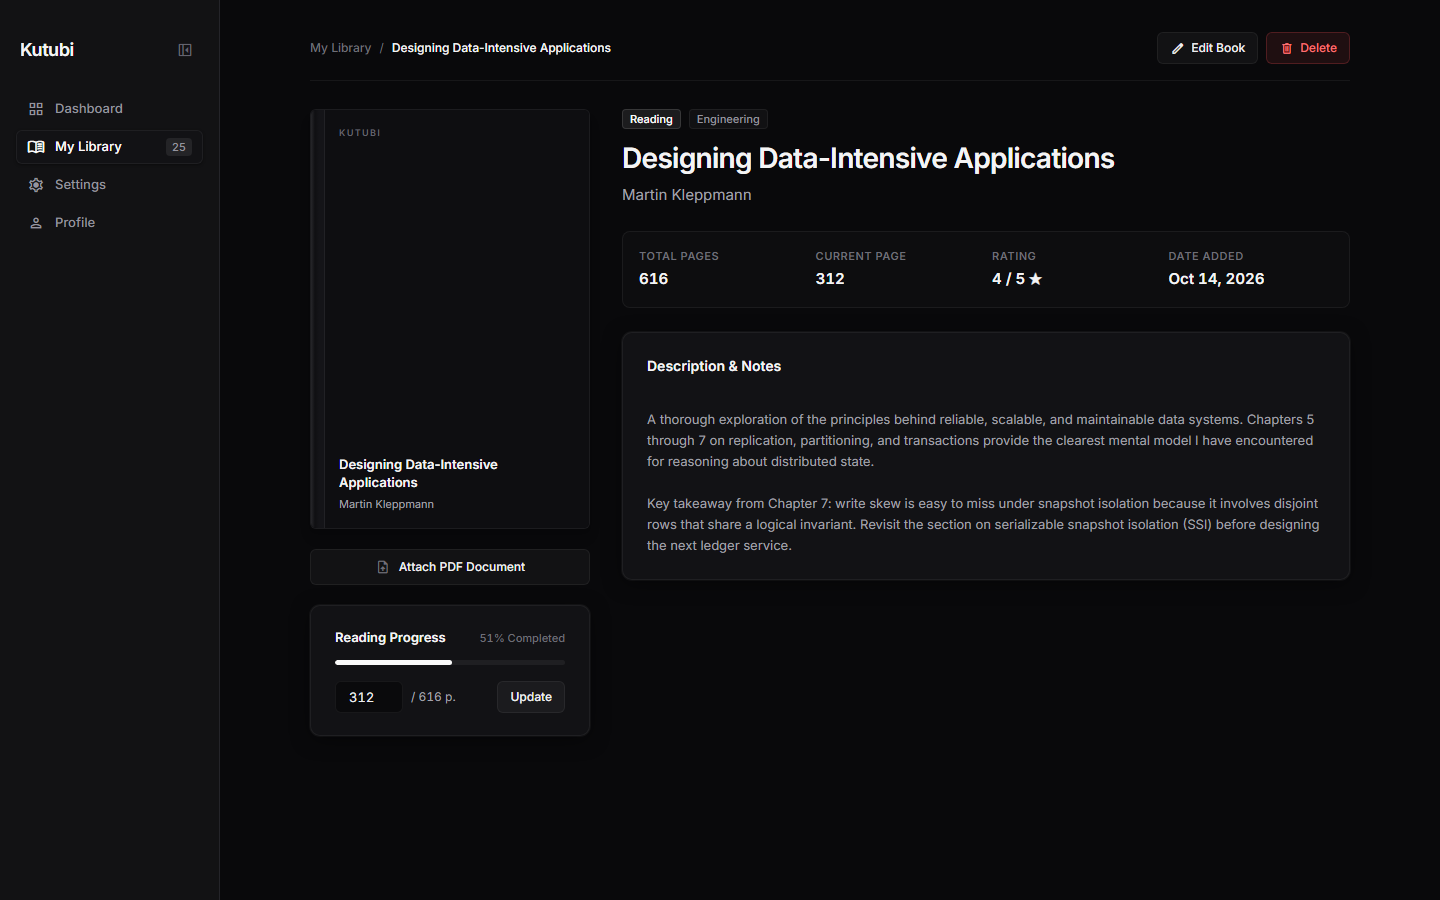 Kutubi
Dashboard
My Library 25
Settings
Profile
My Library / Designing Data-Intensive Applications
Edit Book
Delete
KUTUBI
Designing Data-Intensive
Applications
Martin Kleppmann
Attach PDF Document
Reading Progress 51% Completed
312 / 616 p. Update
Reading Engineering
Designing Data-Intensive Applications
Martin Kleppmann
TOTAL PAGES
616
CURRENT PAGE
312
RATING
4 / 5 ★
DATE ADDED
Oct 14, 2026
Description & Notes
A thorough exploration of the principles behind reliable, scalable, and maintainable data systems. Chapters 5
through 7 on replication, partitioning, and transactions provide the clearest mental model I have encountered
for reasoning about distributed state.
Key takeaway from Chapter 7: write skew is easy to miss under snapshot isolation because it involves disjoint
rows that share a logical invariant. Revisit the section on serializable snapshot isolation (SSI) before designing
the next ledger service.